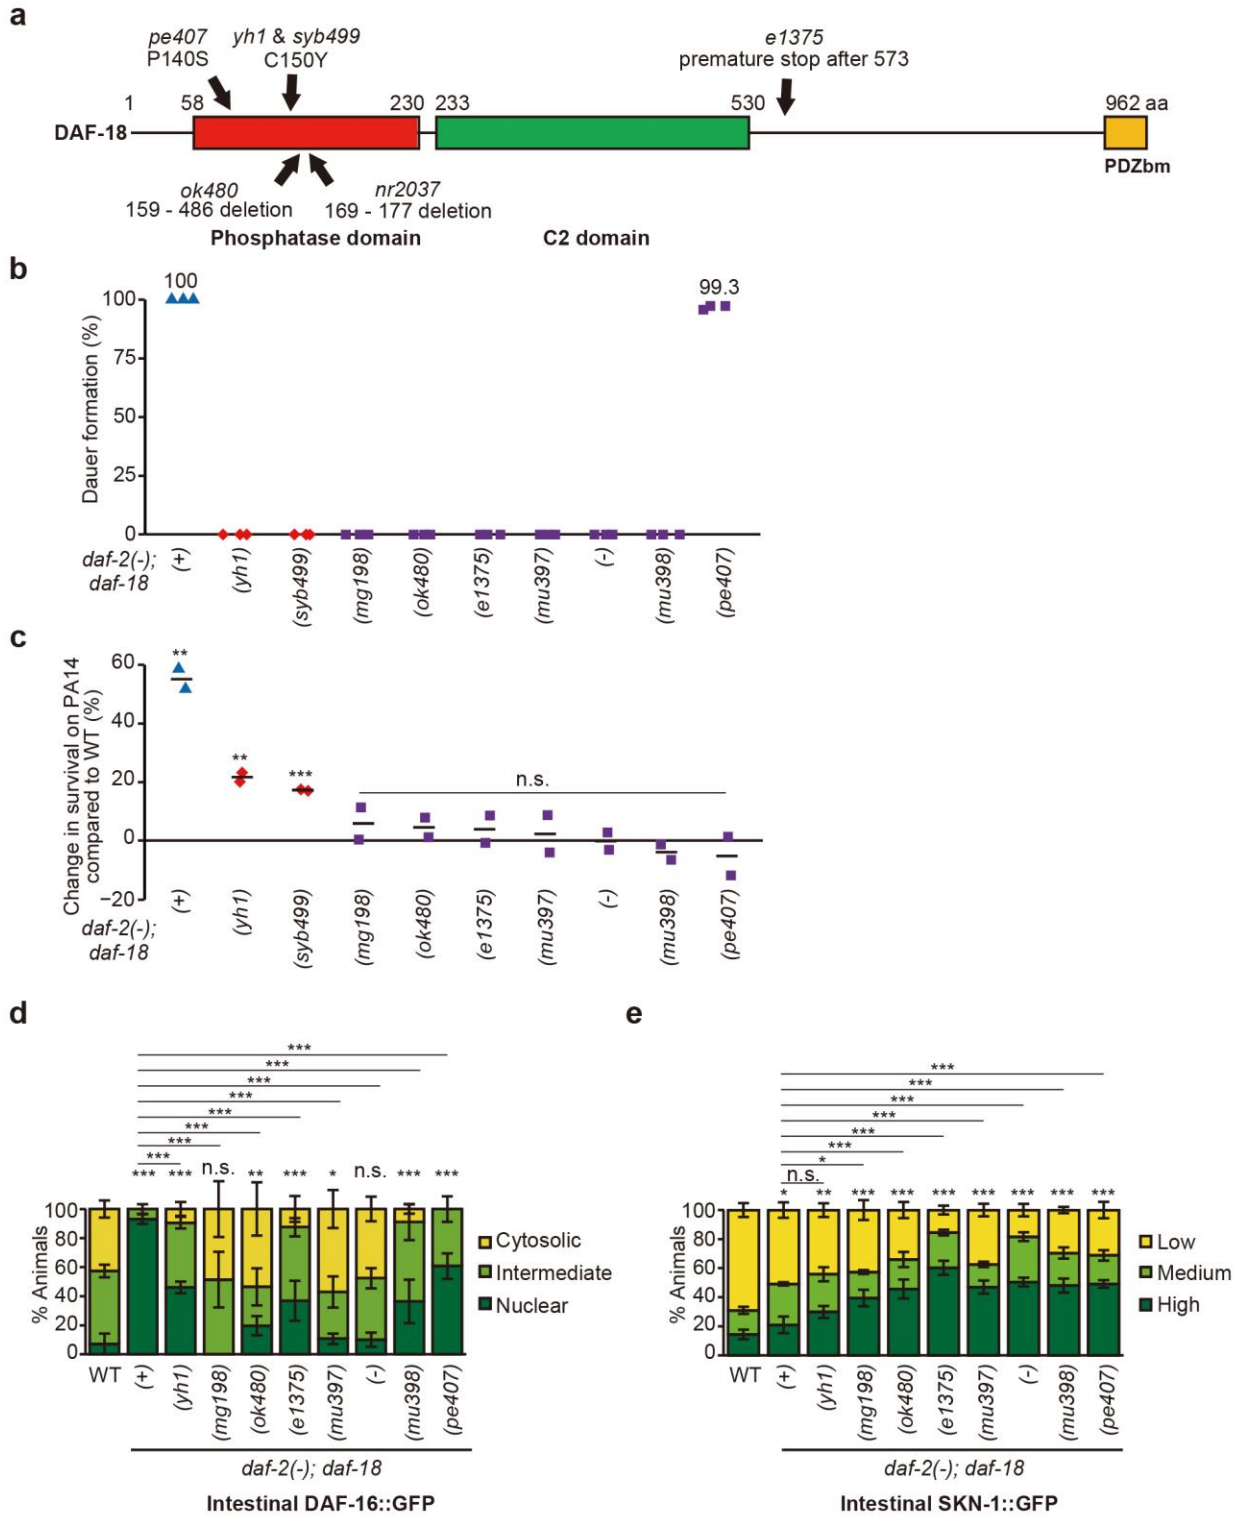 a
pe407 yh1 & syb499 e1375
P140S C150Y premature stop after 573
1 58 230 233 530 962 aa
DAF-18
PDZbm
ok480 nr2037
159 - 486 deletion 169 - 177 deletion
Phosphatase domain C2 domain
b
100 99.3
Dauer formation (%)
100
75
50
25
0
daf-2(-);
daf-18
(+) (yh1) (syb499) (mg198) (ok480) (e1375) (mu397) (-) (mu398) (pe407)
c
Change in survival on PA14
compared to WT (%)
60
40
20
0
−20
** ** *** n.s.
daf-2(-);
daf-18
(+) (yh1) (syb499) (mg198) (ok480) (e1375) (mu397) (-) (mu398) (pe407)
d
***
***
***
***
***
***
***
***
*** *** n.s. ** *** * n.s. *** ***
% Animals
100
80
60
40
20
0
Cytosolic
Intermediate
Nuclear
WT (+) (yh1) (mg198) (ok480) (e1375) (mu397) (-) (mu398) (pe407)
daf-2(-); daf-18
Intestinal DAF-16::GFP
e
***
***
***
***
***
***
*
n.s.
* ** *** *** *** *** *** *** ***
% Animals
100
80
60
40
20
0
Low
Medium
High
WT (+) (yh1) (mg198) (ok480) (e1375) (mu397) (-) (mu398) (pe407)
daf-2(-); daf-18
Intestinal SKN-1::GFP